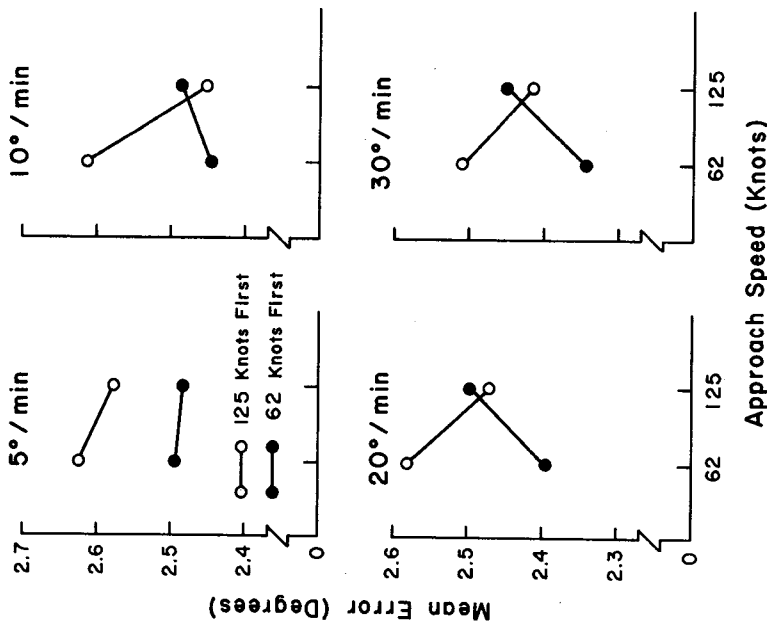 5°/min
10°/min
2.7
2.6
2.5
2.4
0
125 Knots First
62 Knots First
20°/min
30°/min
2.6
2.5
2.4
2.3
0
62
125
62
125
Mean Error (Degrees)
Approach Speed (Knots)